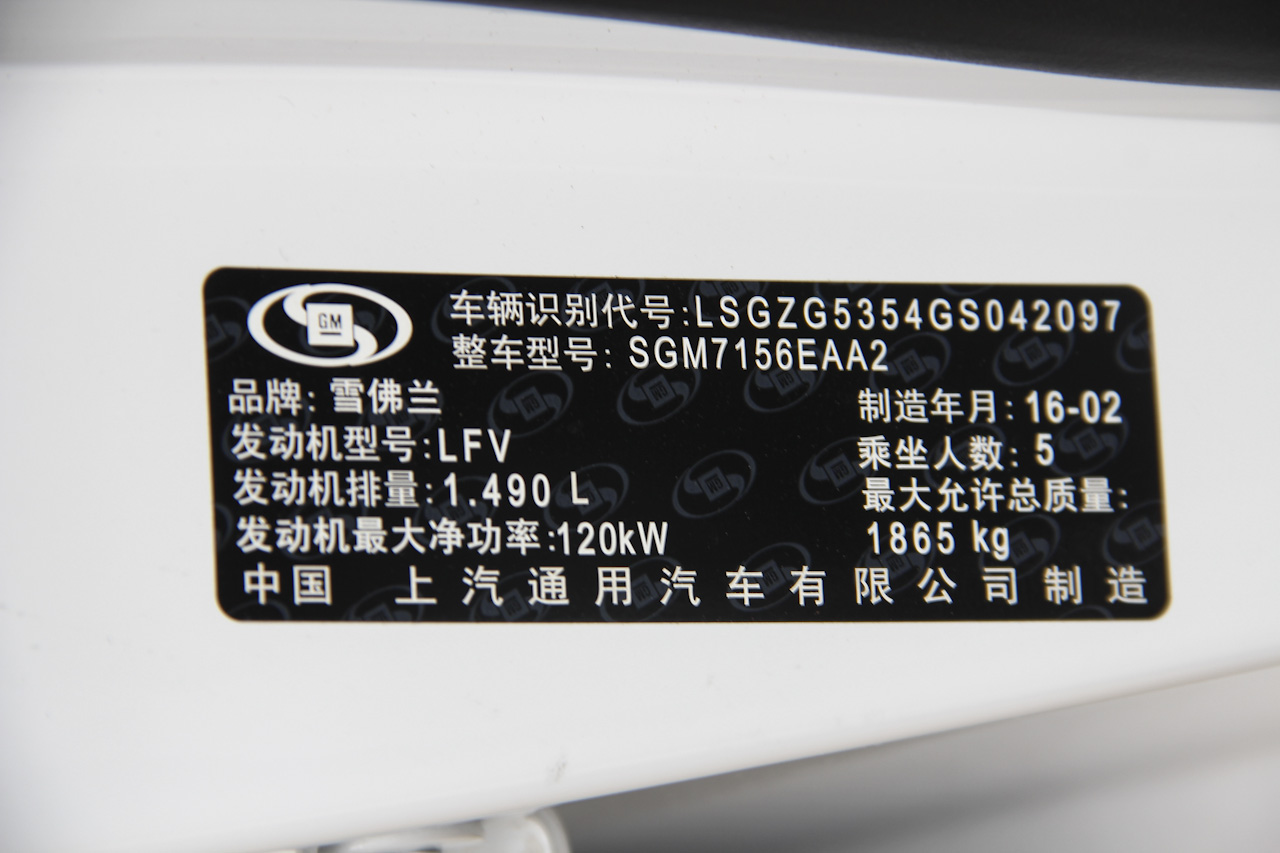 GM
车辆识别代号:LSGZG5354GS042097
整车型号: SGM7156EAA2
品牌: 雪佛兰
制造年月: 16-02
发动机型号:LFV
乘坐人数: 5
发动机排量:1.490 L
最大允许总质量:
发动机最大净功率:120kW
1865 kg
中国 上汽通用汽车有限公司制造